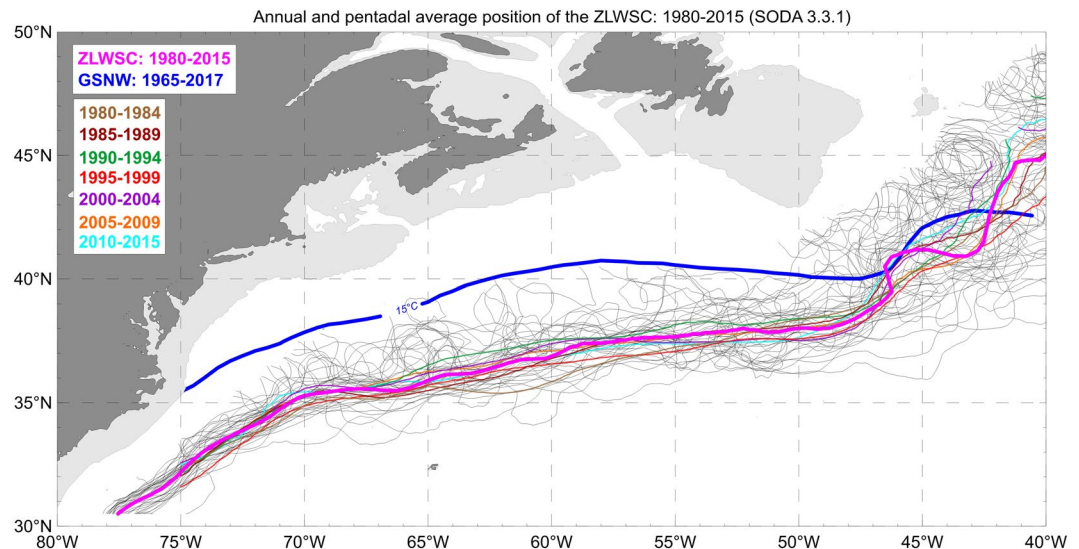 Annual and pentadal average position of the ZLWSC: 1980-2015 (SODA 3.3.1)
50°N
ZLWSC: 1980-2015
GSNW: 1965-2017
1980-1984
1985-1989
1990-1994
1995-1999
2000-2004
2005-2009
2010-2015
45°N
40°N
15°C
35°N
30°N
80°W 75°W 70°W 65°W 60°W 55°W 50°W 45°W 40°W